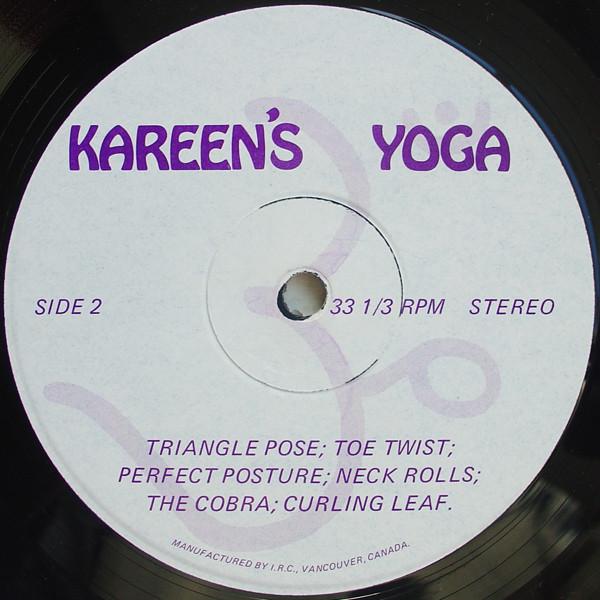 KAREEN'S YOGA
SIDE 2 33 1/3 RPM STEREO
TRIANGLE POSE; TOE TWIST;
PERFECT POSTURE; NECK ROLLS;
THE COBRA; CURLING LEAF.
MANUFACTURED BY I.R.C., VANCOUVER, CANADA.